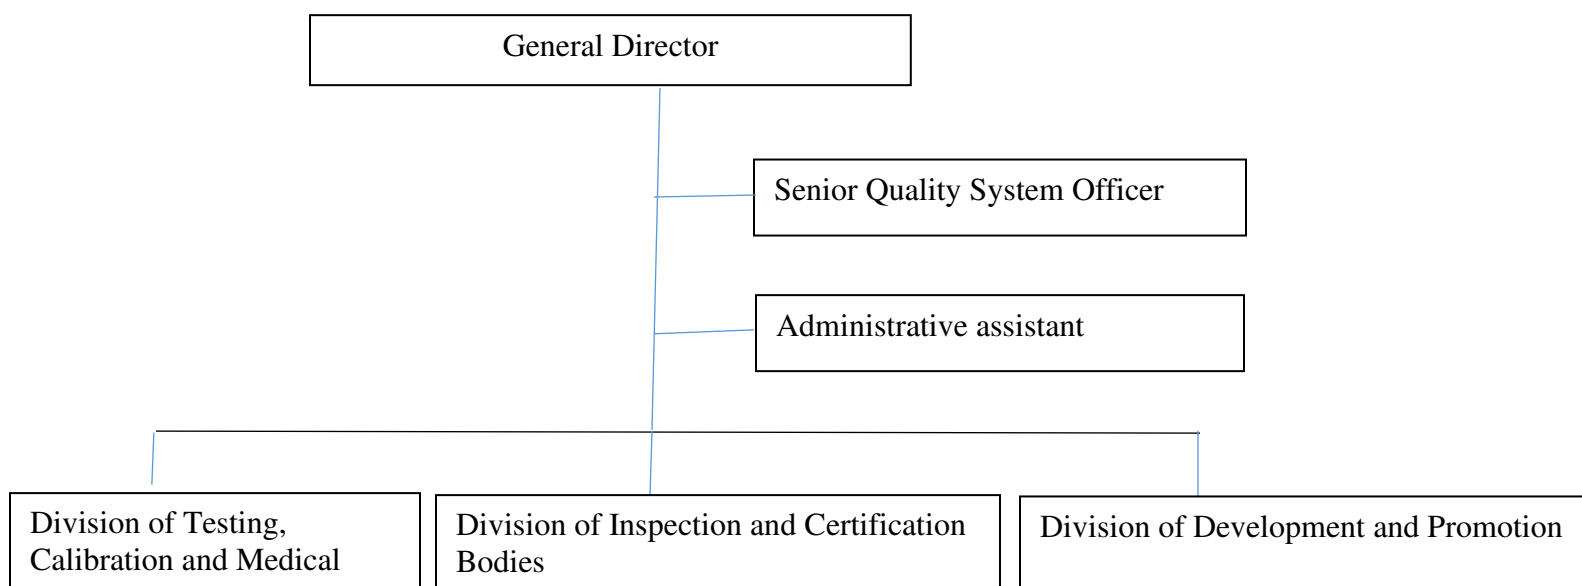 General Director
Senior Quality System Officer
Administrative assistant
Division of Testing,
Calibration and Medical
Division of Inspection and Certification
Bodies
Division of Development and Promotion